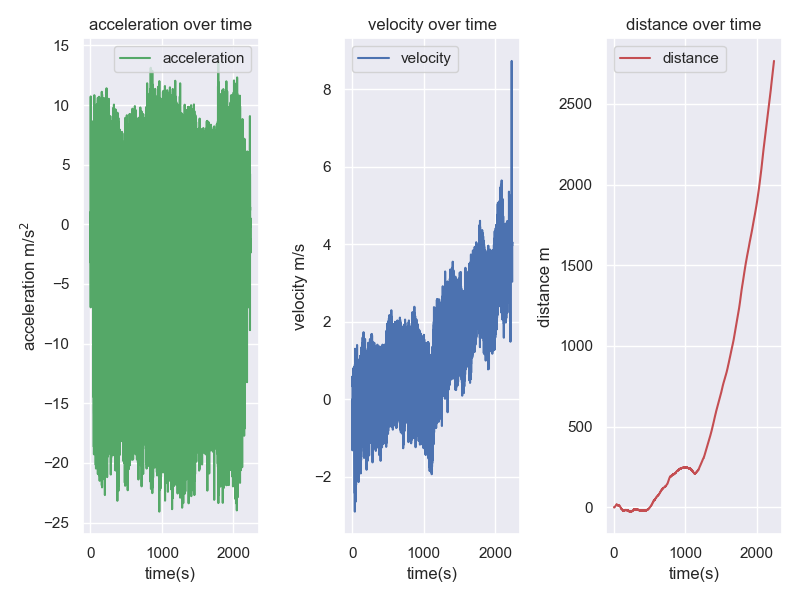 acceleration over time
acceleration
15
10
5
0
−5
−10
−15
−20
−25
acceleration m/s²
0
1000
2000
time(s)
velocity over time
velocity
8
6
4
2
0
−2
velocity m/s
0
1000
2000
time(s)
distance over time
distance
2500
2000
1500
1000
500
0
distance m
0
1000
2000
time(s)